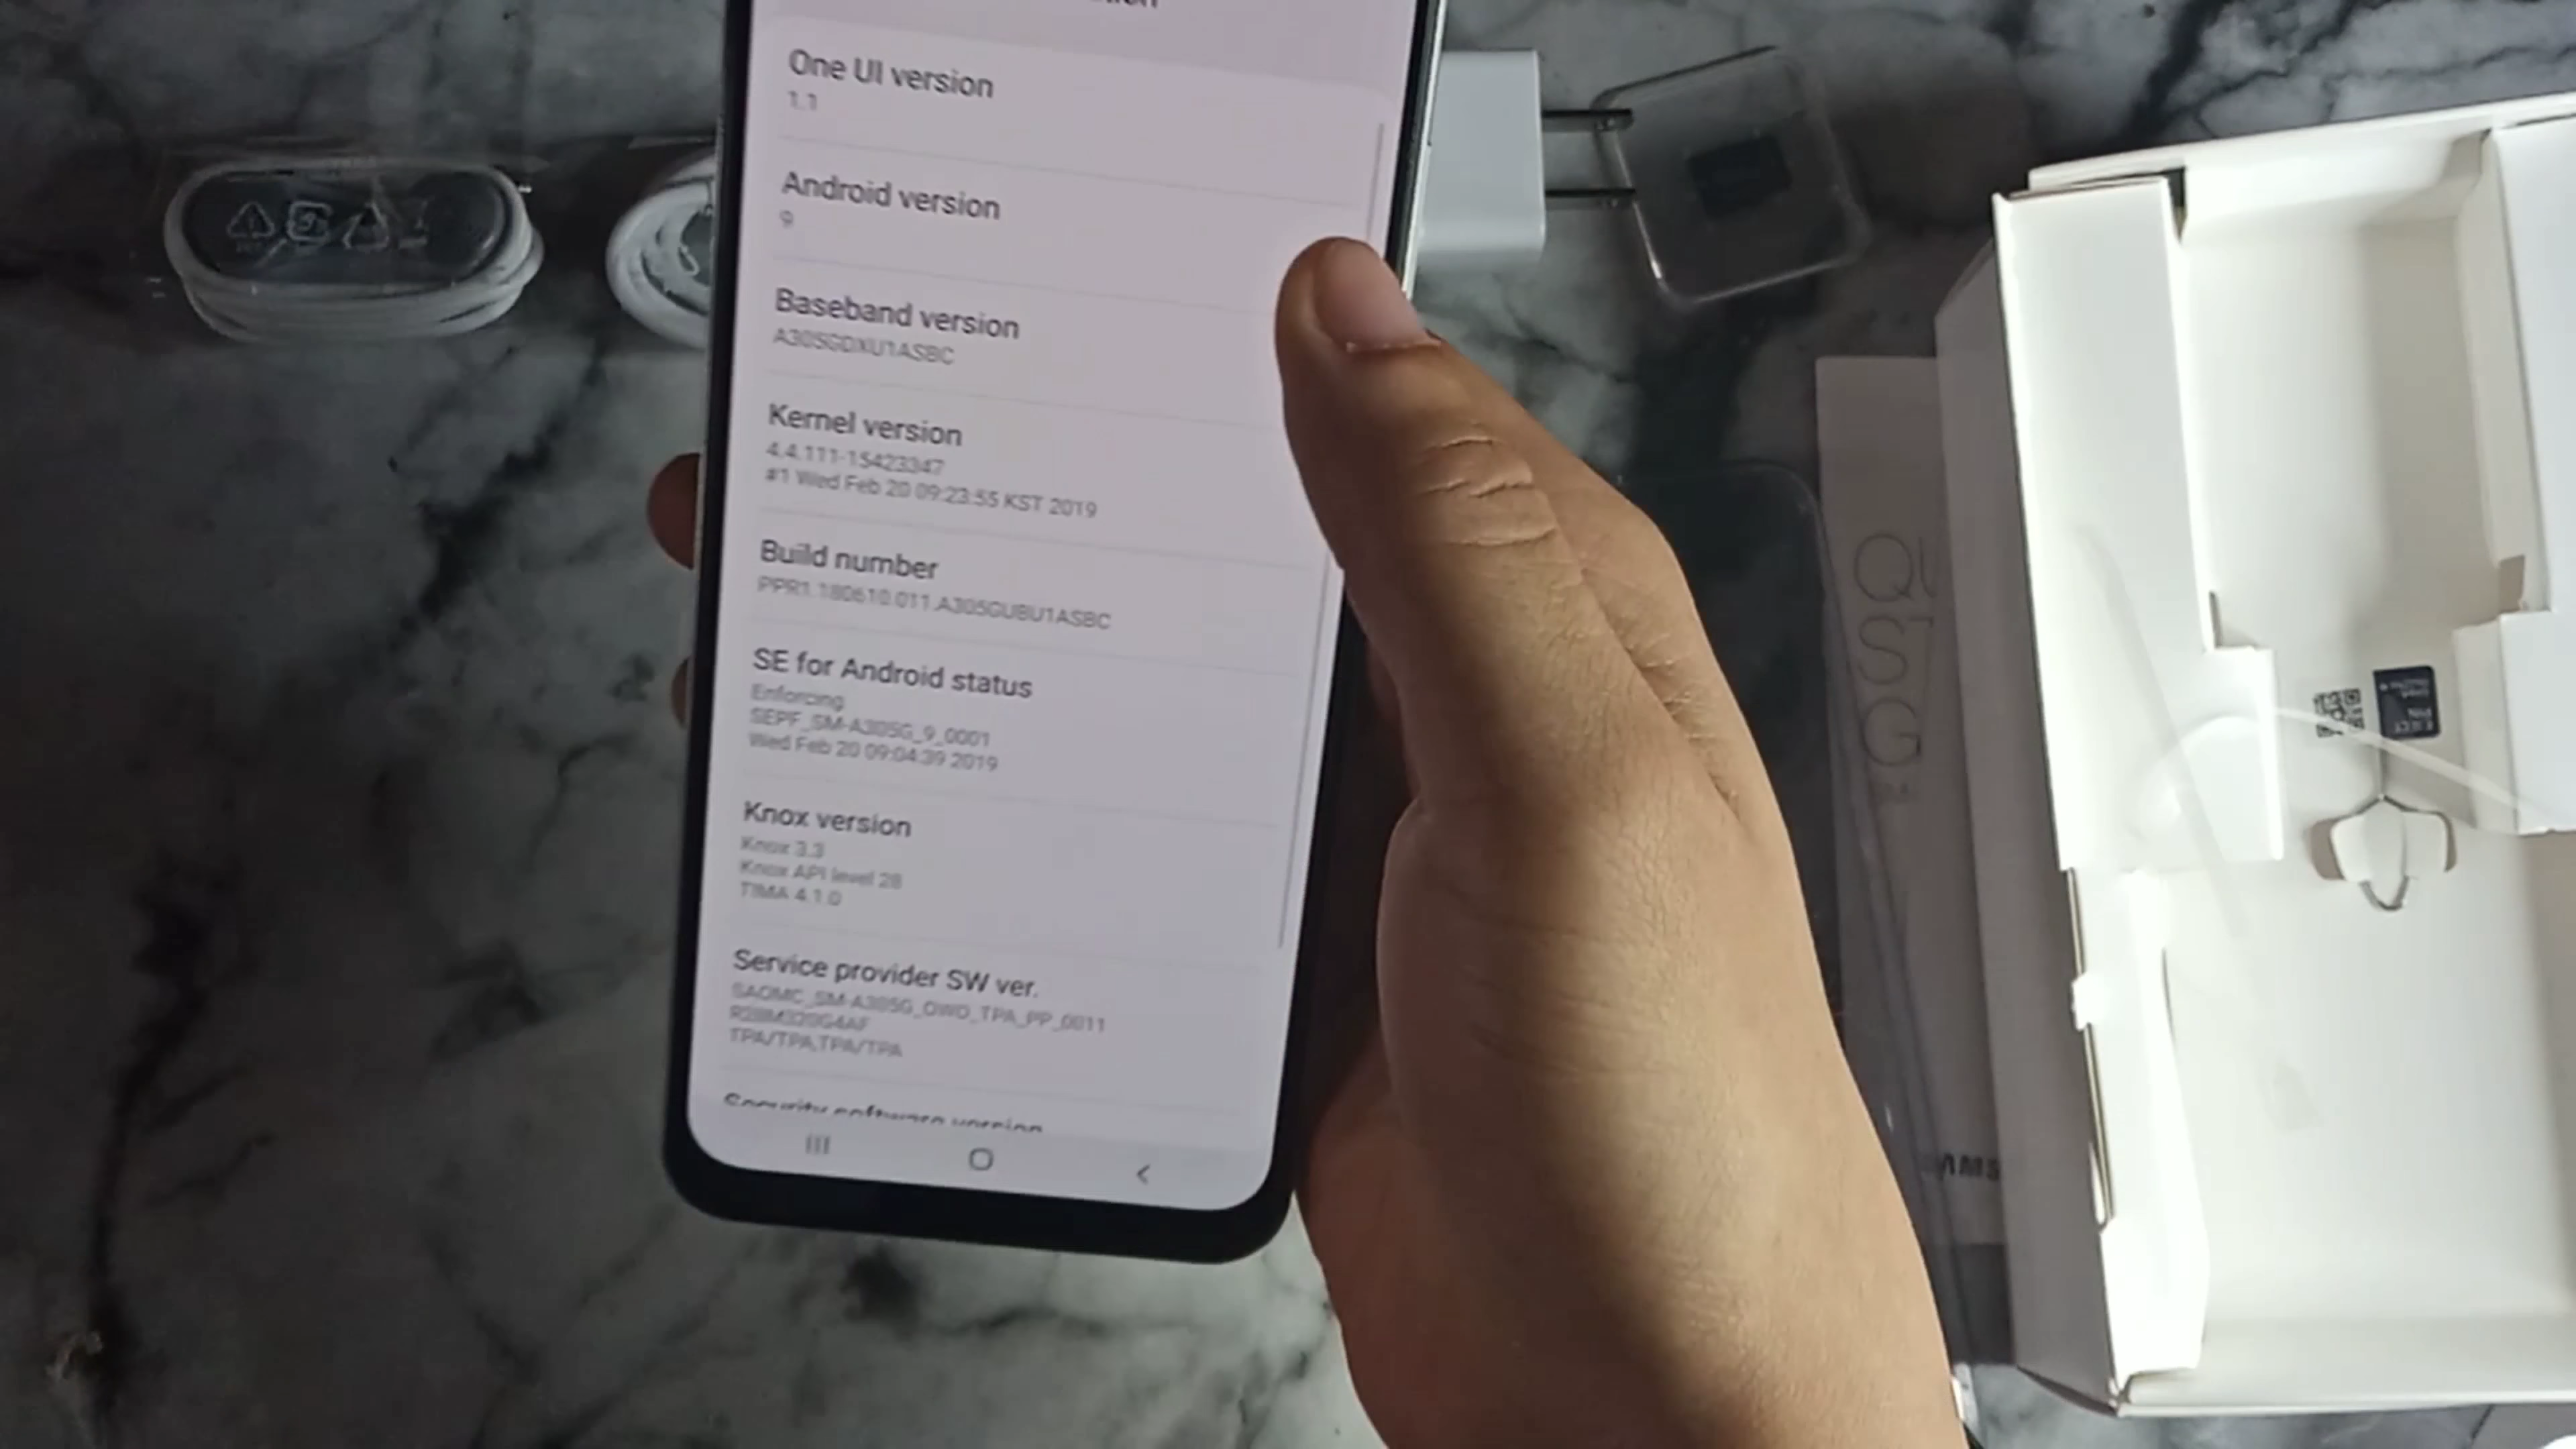 One UI version
1.1
Android version
9
Baseband version
A305GDXU1ASBC
Kernel version
4.4.111-15423347
#1 Wed Feb 20 09:23:55 KST 2019
Build number
PPR1.180610.011.A305GUBU1ASBC
SE for Android status
Enforcing
SEPF_SM-A305G_9_0001
Wed Feb 20 09:04:39 2019
Knox version
Knox 3.3
Knox API level 28
TIMA 4.1.0
Service provider SW ver.
SAOMC_SM-A305G_OWO_TPA_PP_0011
TPA/TPA,TPA/TPA
Security software version